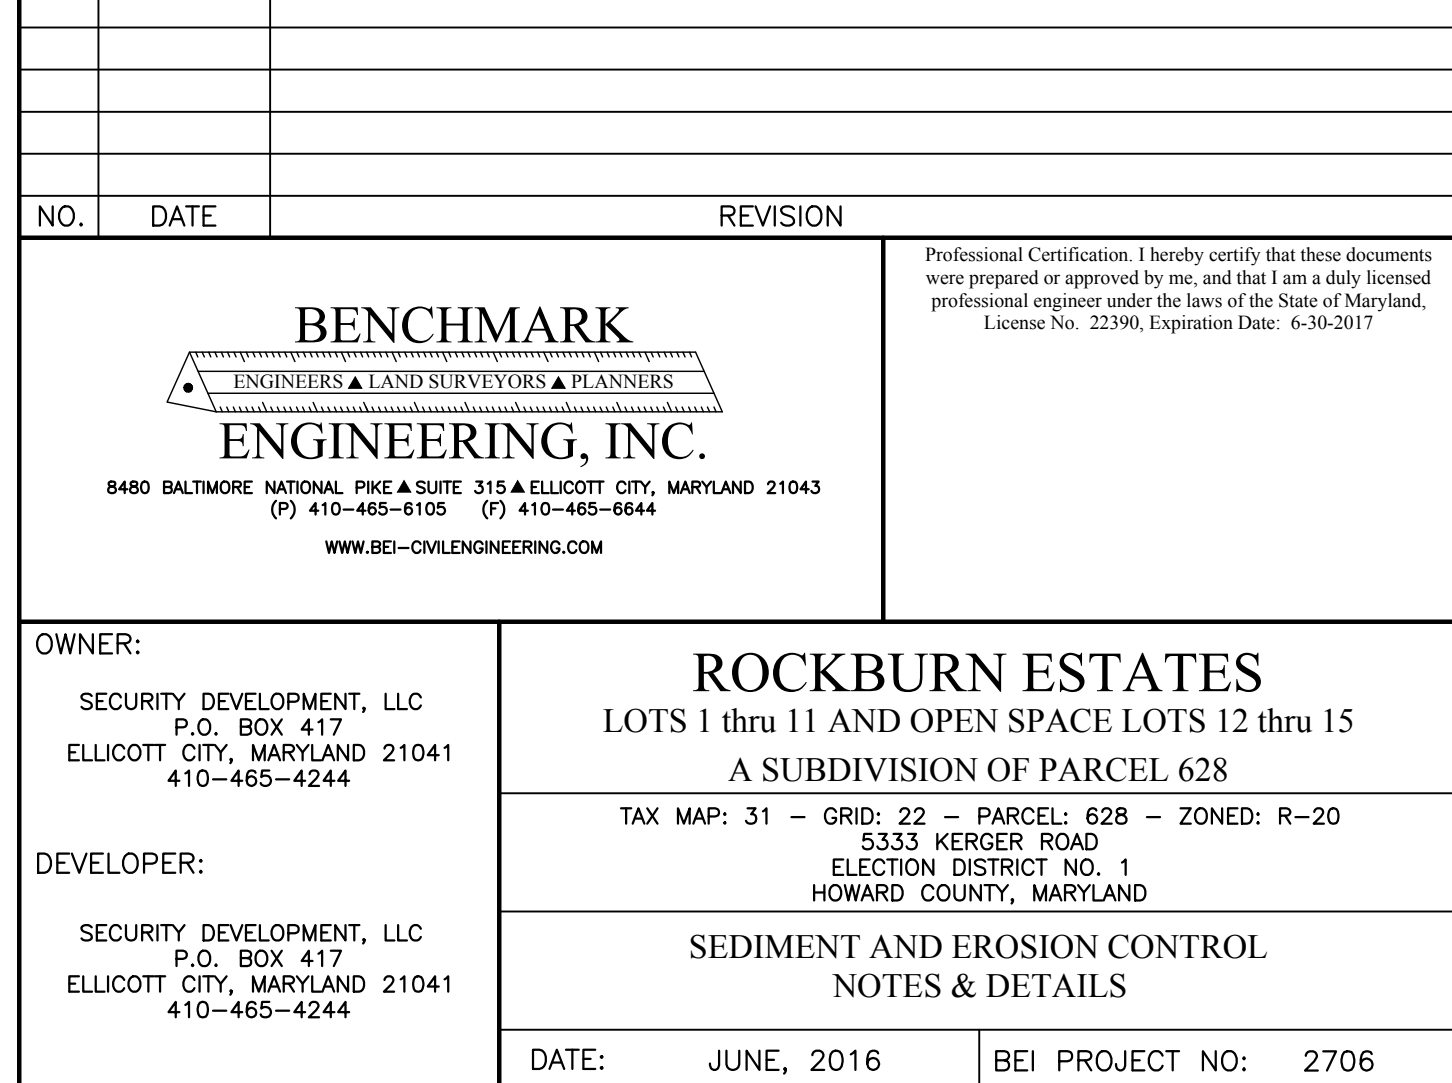 NO. DATE REVISION
BENCHMARK
ENGINEERS ▲ LAND SURVEYORS ▲ PLANNERS
ENGINEERING, INC.
8480 BALTIMORE NATIONAL PIKE ▲ SUITE 315 ▲ ELLICOTT CITY, MARYLAND 21043
(P) 410-465-6105 (F) 410-465-6644
WWW.BEI-CIVILENGINEERING.COM
Professional Certification. I hereby certify that these documents
were prepared or approved by me, and that I am a duly licensed
professional engineer under the laws of the State of Maryland,
License No. 22390, Expiration Date: 6-30-2017
OWNER:
SECURITY DEVELOPMENT, LLC
P.O. BOX 417
ELLICOTT CITY, MARYLAND 21041
410-465-4244
DEVELOPER:
SECURITY DEVELOPMENT, LLC
P.O. BOX 417
ELLICOTT CITY, MARYLAND 21041
410-465-4244
ROCKBURN ESTATES
LOTS 1 thru 11 AND OPEN SPACE LOTS 12 thru 15
A SUBDIVISION OF PARCEL 628
TAX MAP: 31 - GRID: 22 - PARCEL: 628 - ZONED: R-20
5333 KERGER ROAD
ELECTION DISTRICT NO. 1
HOWARD COUNTY, MARYLAND
SEDIMENT AND EROSION CONTROL
NOTES & DETAILS
DATE: JUNE, 2016 BEI PROJECT NO: 2706